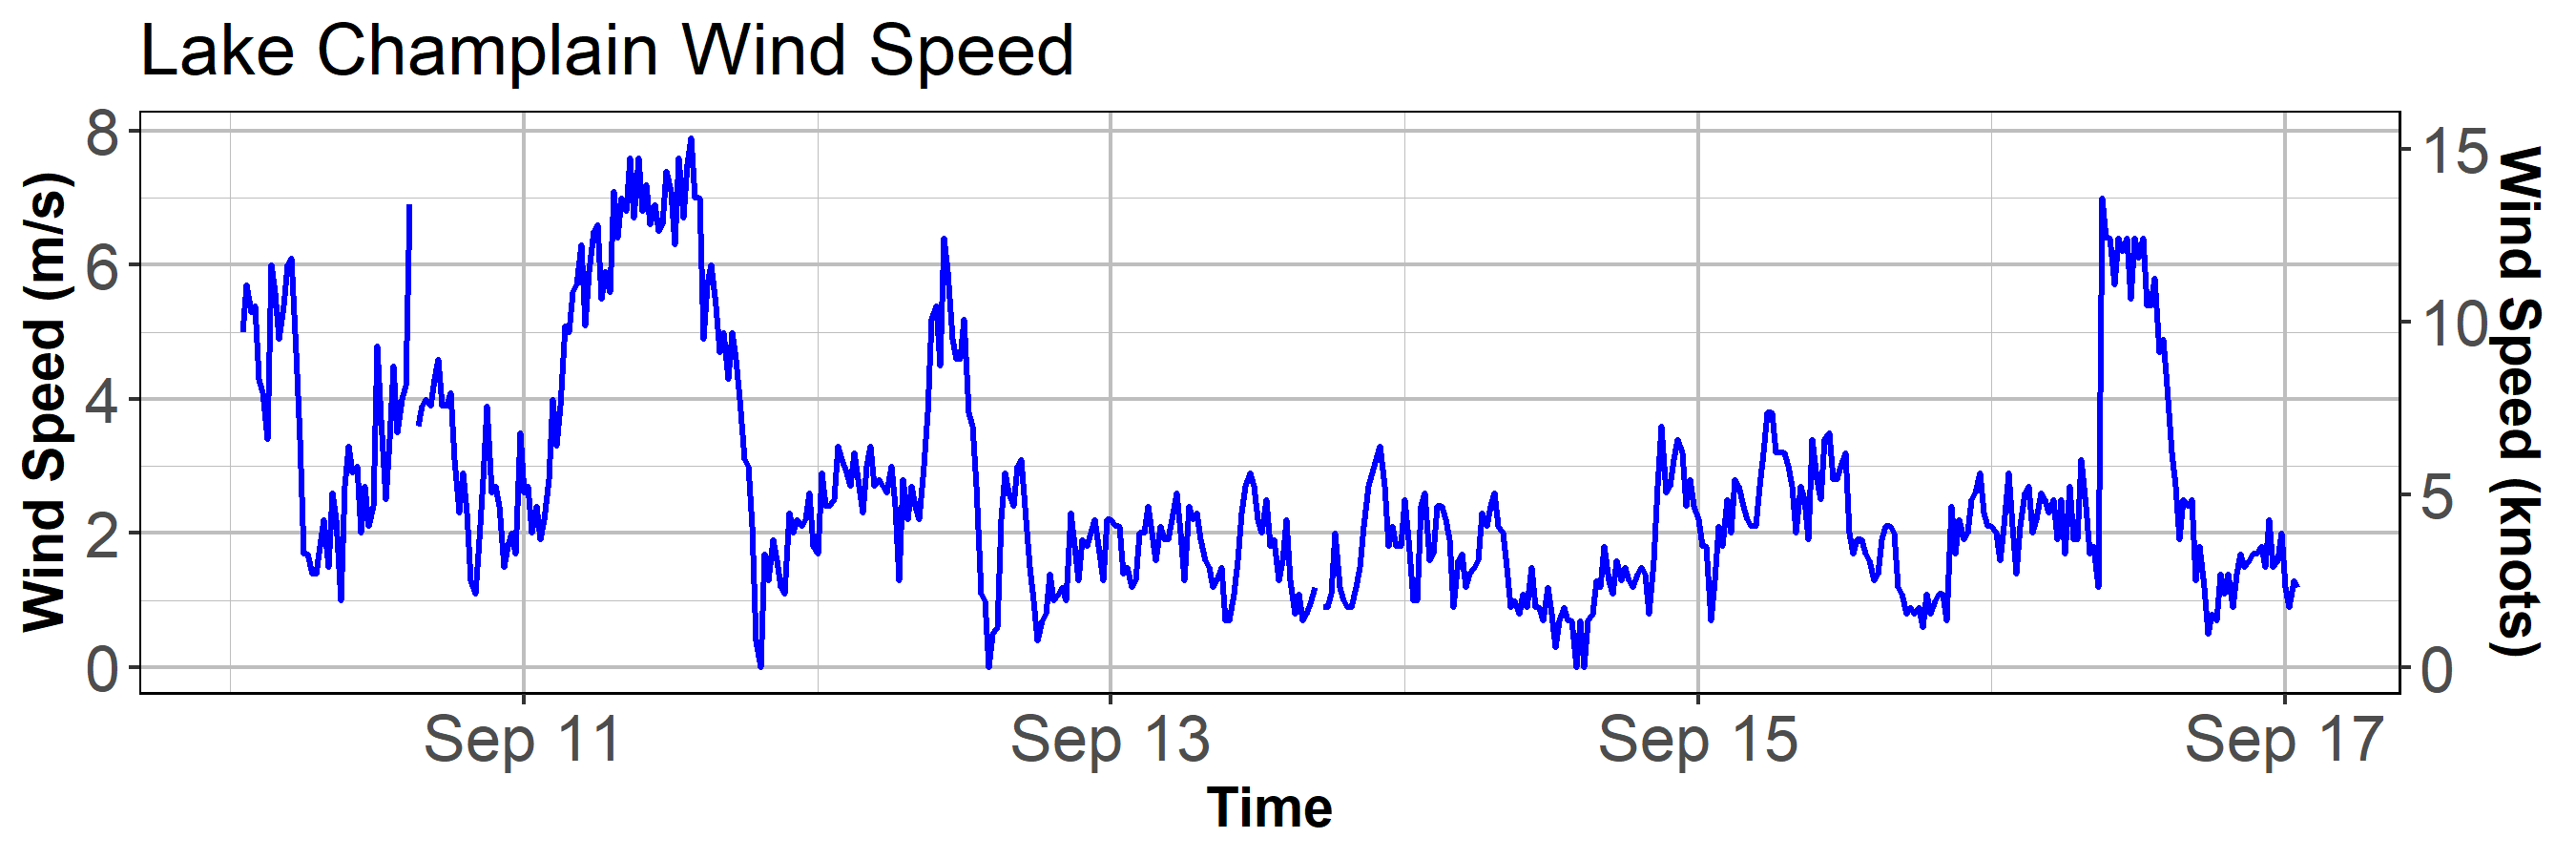 Lake Champlain Wind Speed
Wind Speed (m/s)
8
6
4
2
0
15
10
5
0
Wind Speed (knots)
Sep 11 Sep 13 Sep 15 Sep 17
Time